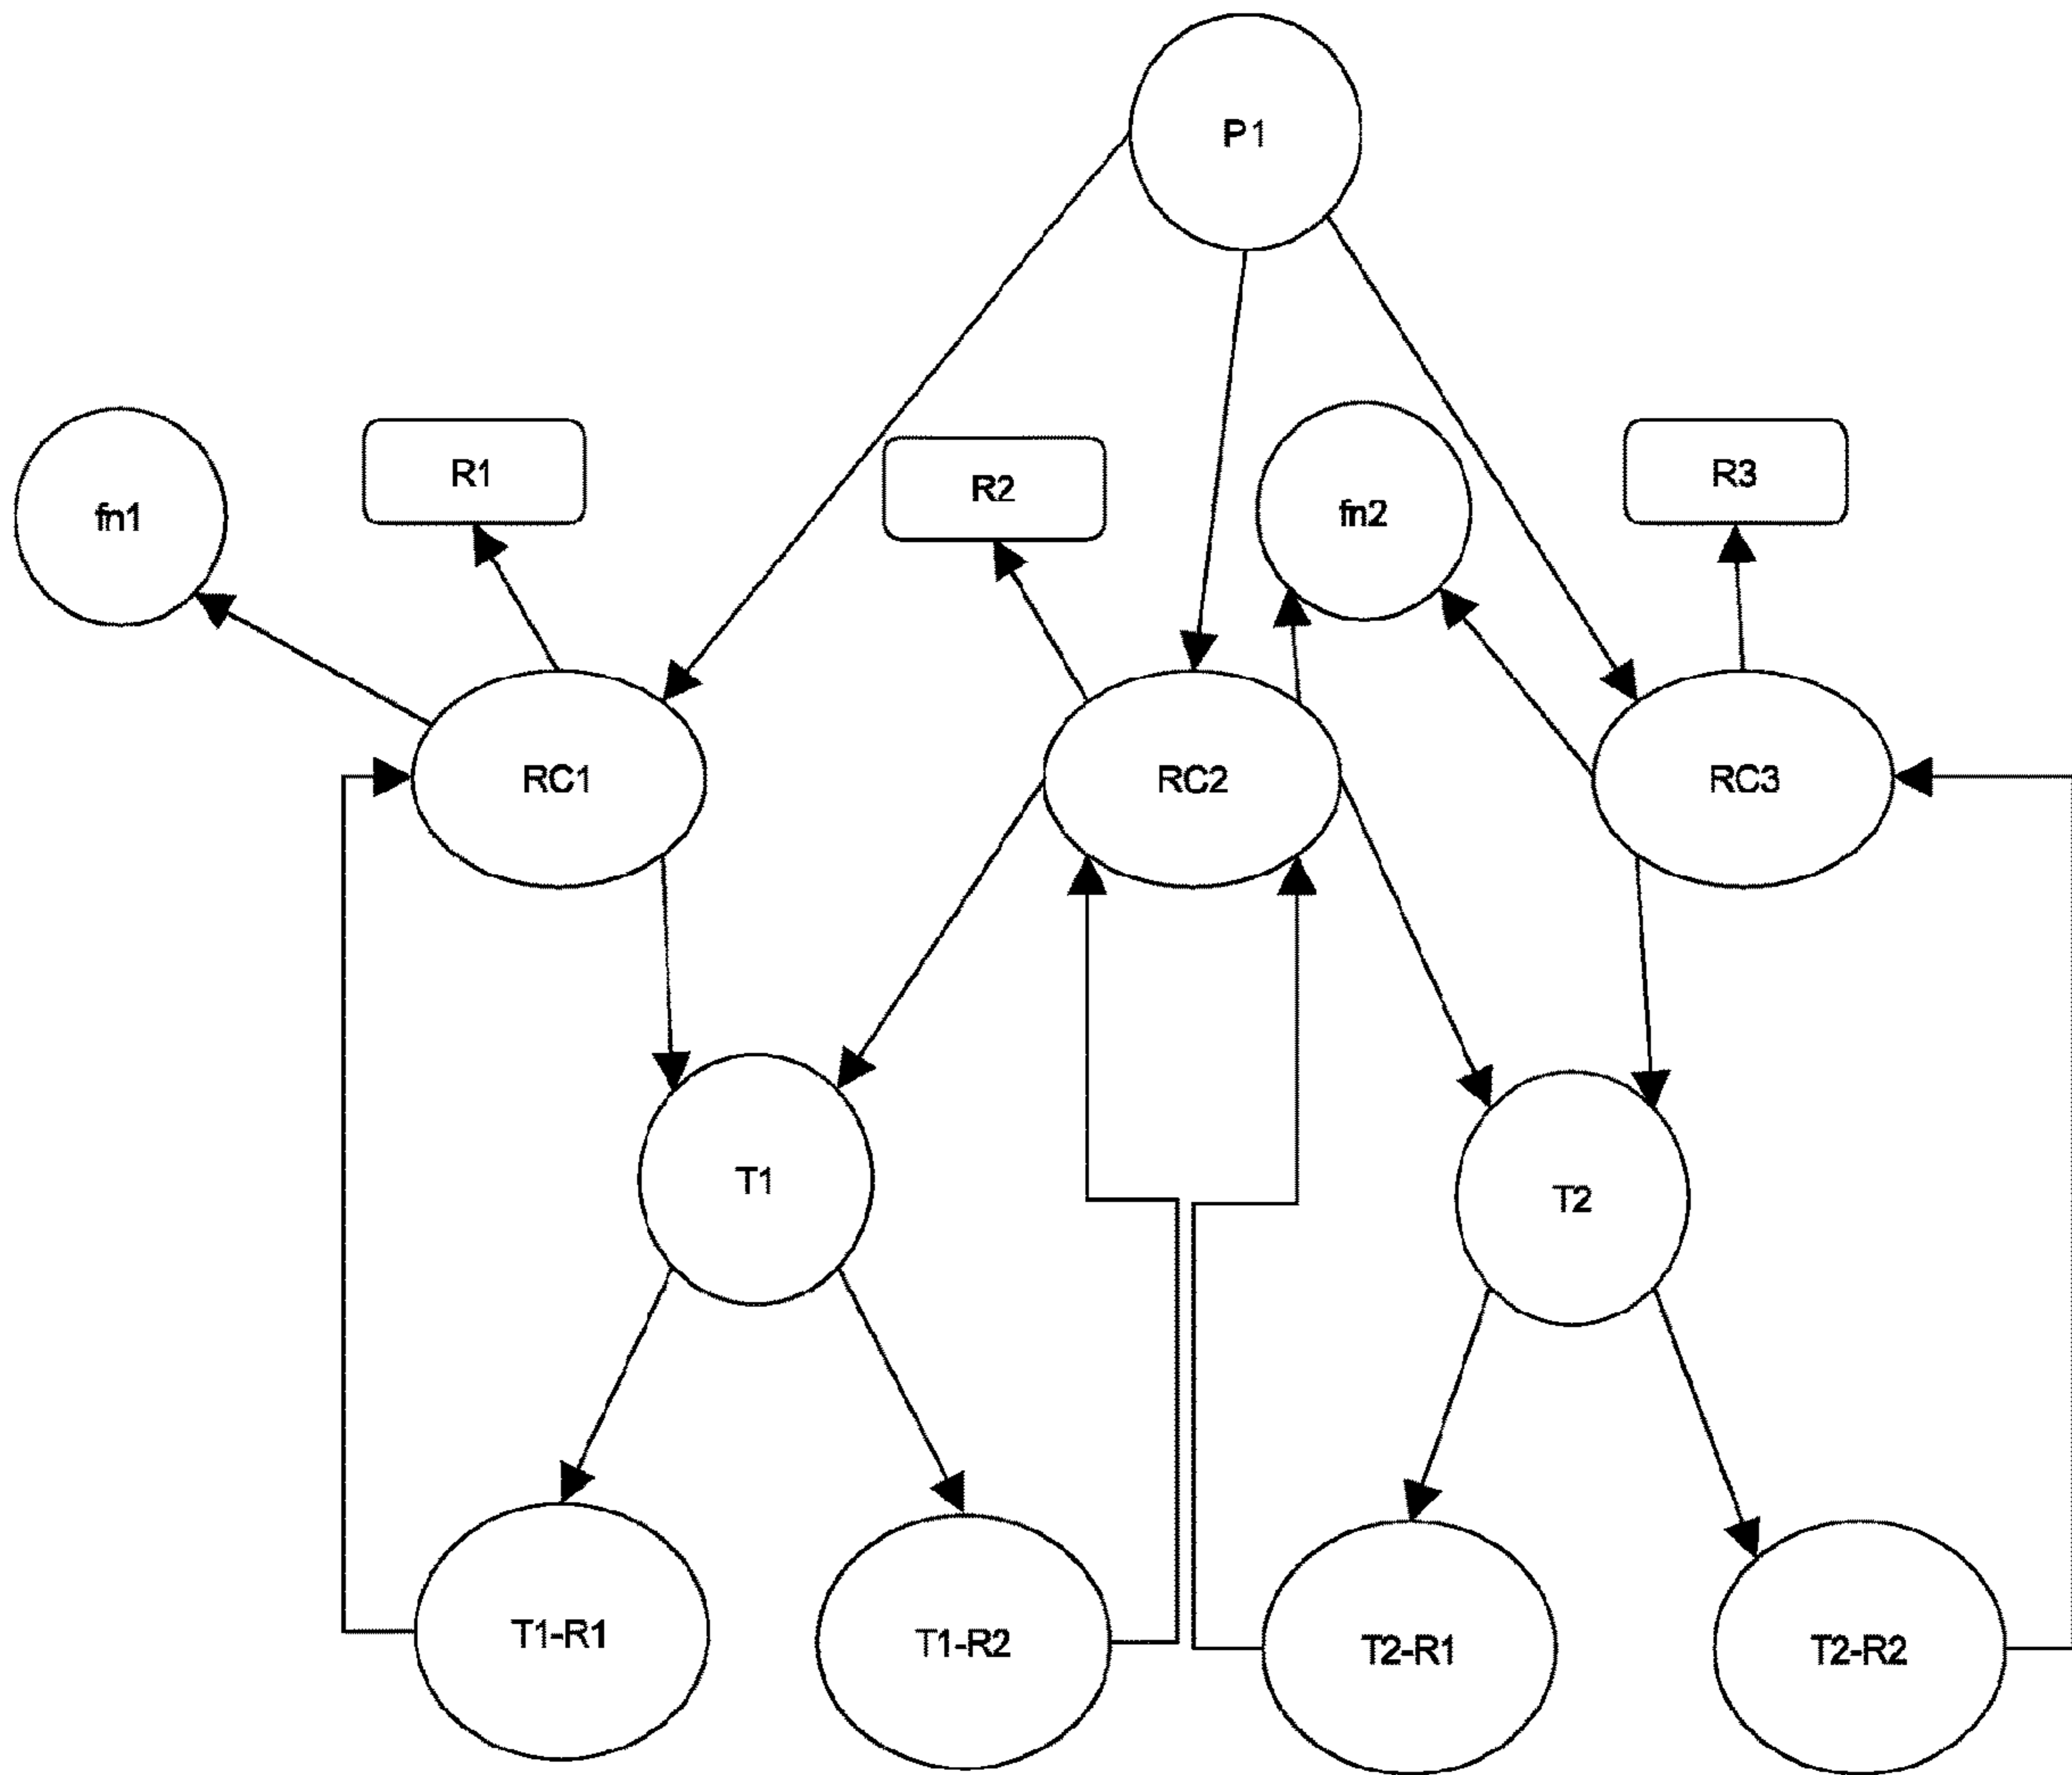 P1
fn1
R1
R2
fn2
R3
RC1
RC2
RC3
T1
T2
T1-R1
T1-R2
T2-R1
T2-R2